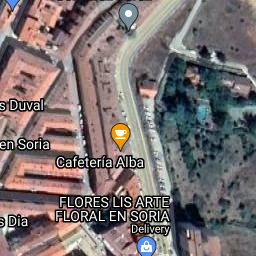 s Duval
en Soria
Cafetería Alba
FLORES LIS ARTE
FLORAL EN SORIA
Delivery
s Dia